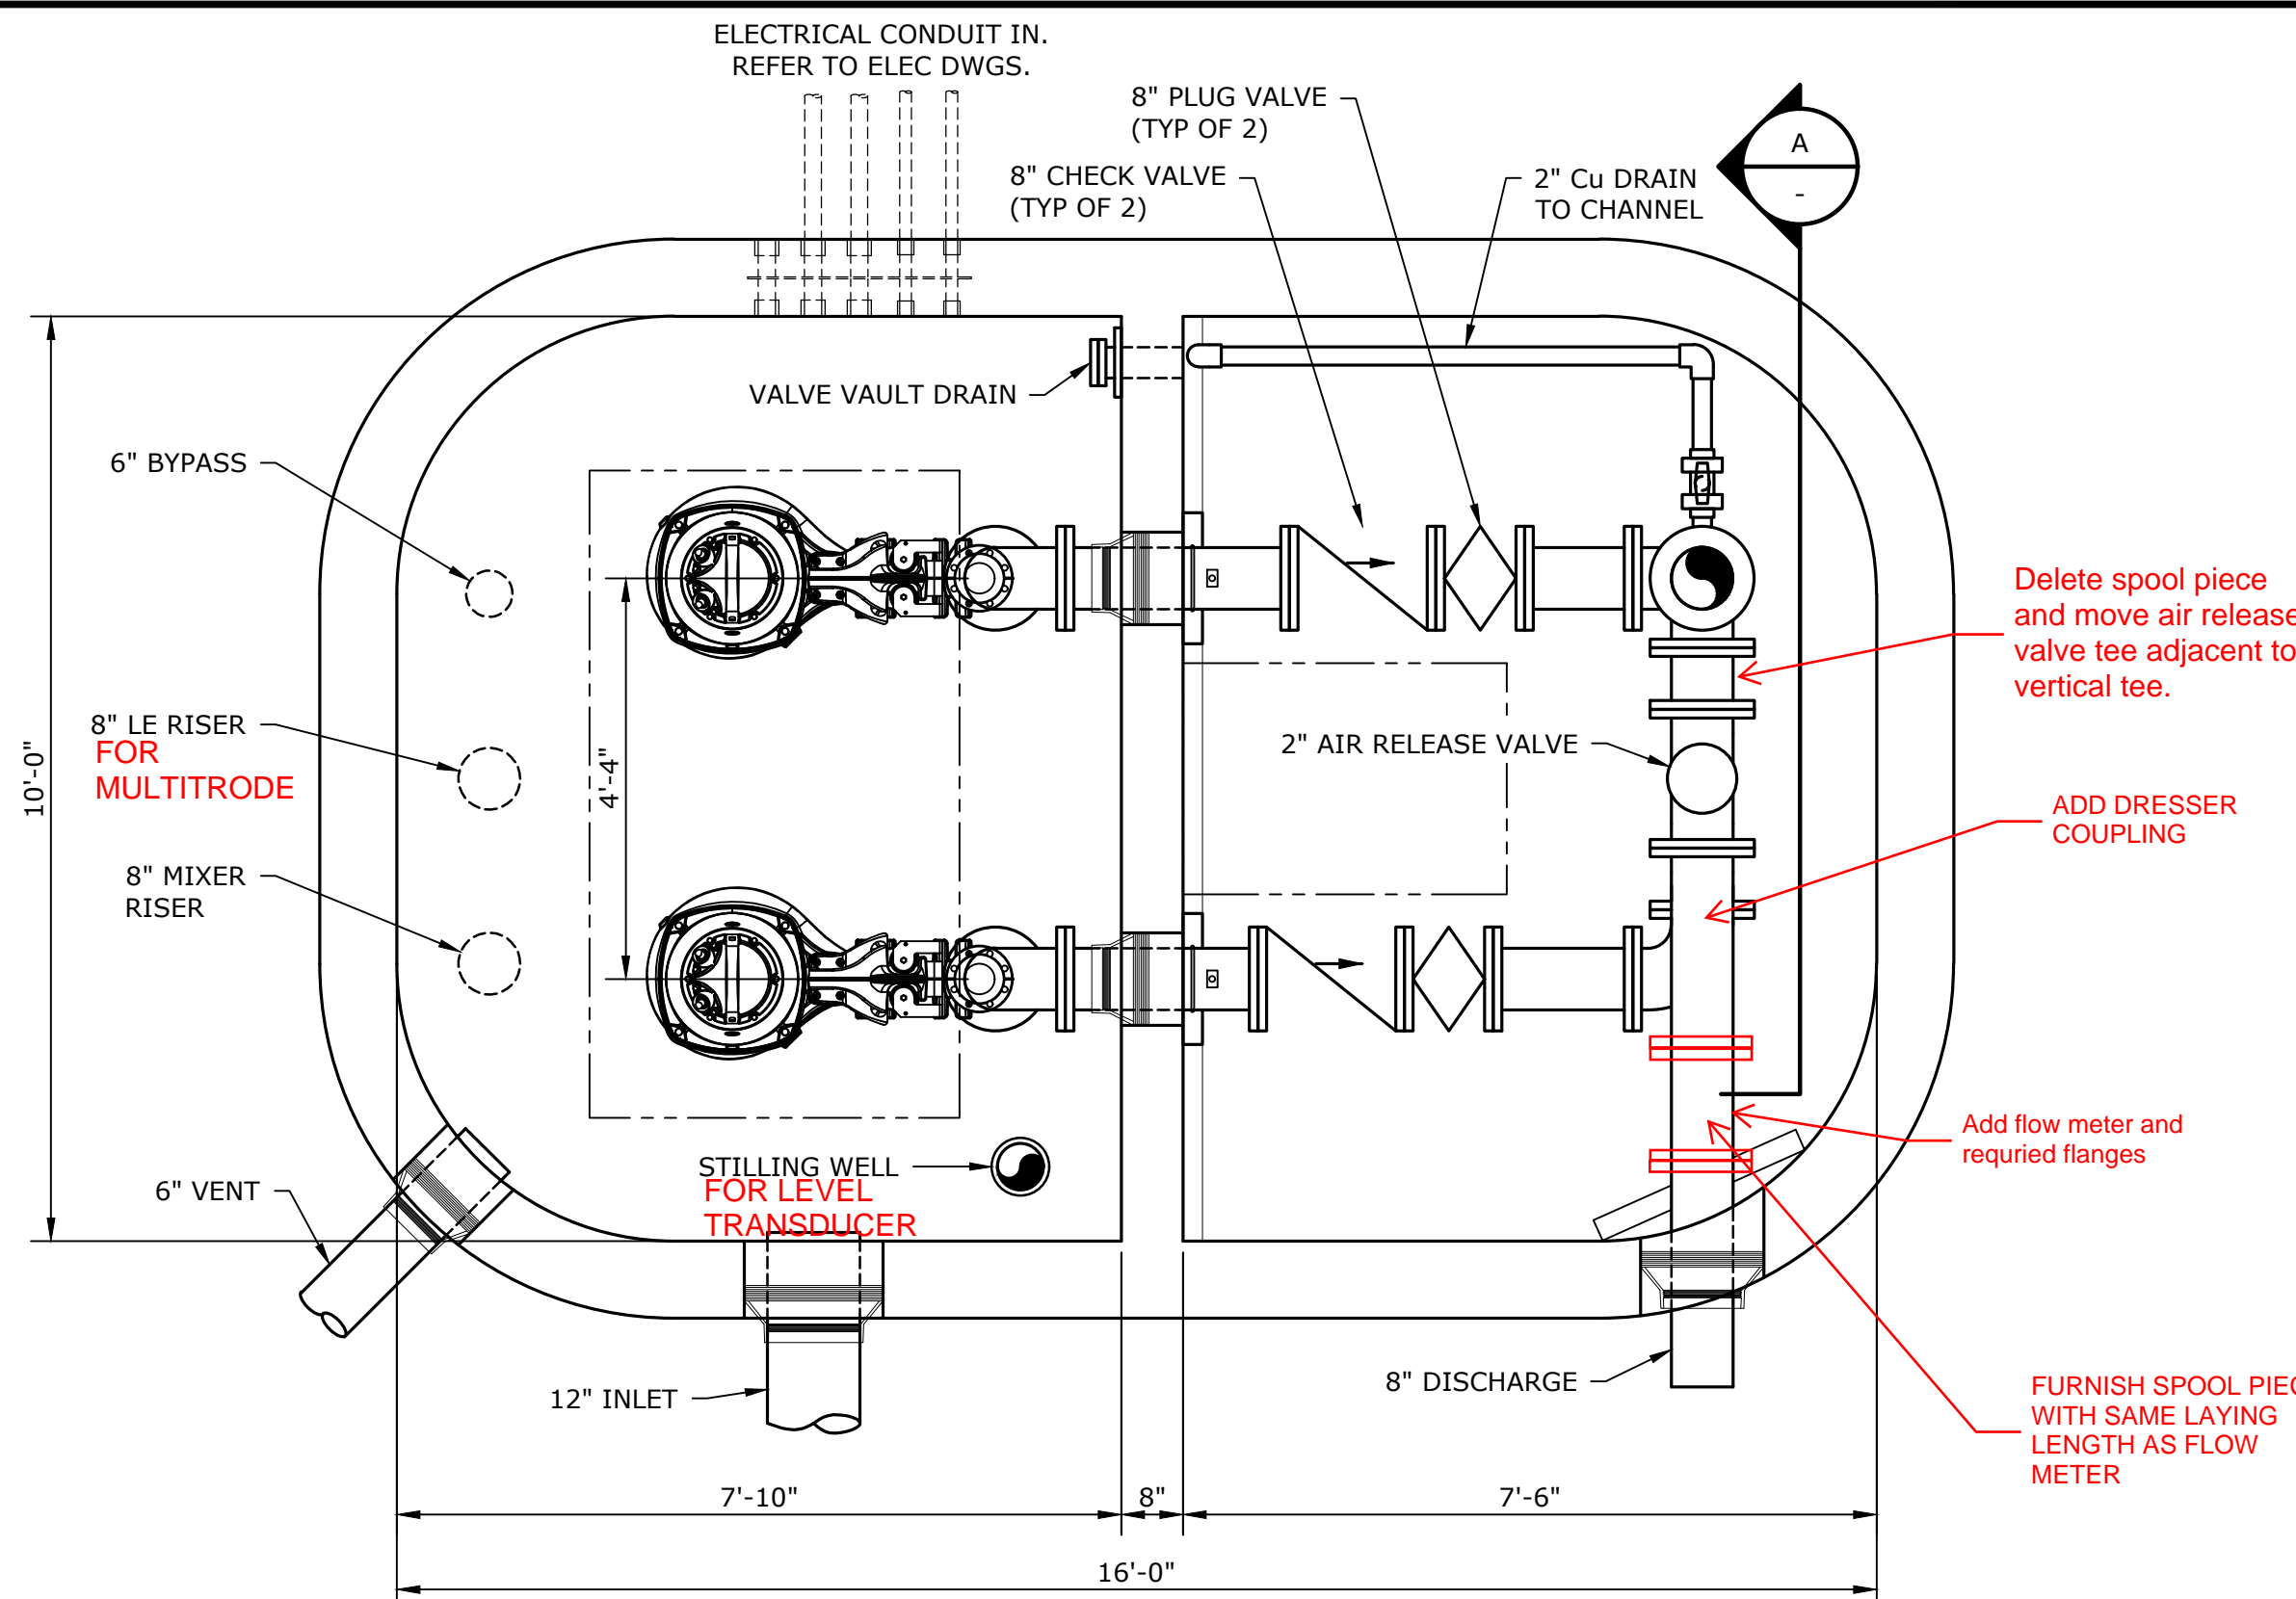 ELECTRICAL CONDUIT IN.
REFER TO ELEC DWGS.
8" PLUG VALVE
(TYP OF 2)
8" CHECK VALVE
(TYP OF 2)
2" Cu DRAIN
TO CHANNEL
A
-
VALVE VAULT DRAIN
6" BYPASS
Delete spool piece
and move air release
valve tee adjacent to
vertical tee.
8" LE RISER
FOR
MULTITRODE
10'-0"
4'-4"
2" AIR RELEASE VALVE
ADD DRESSER
COUPLING
8" MIXER
RISER
Add flow meter and
requried flanges
STILLING WELL
FOR LEVEL
TRANSDUCER
6" VENT
12" INLET
8" DISCHARGE
FURNISH SPOOL PIEC
WITH SAME LAYING
LENGTH AS FLOW
METER
7'-10"
8"
7'-6"
16'-0"